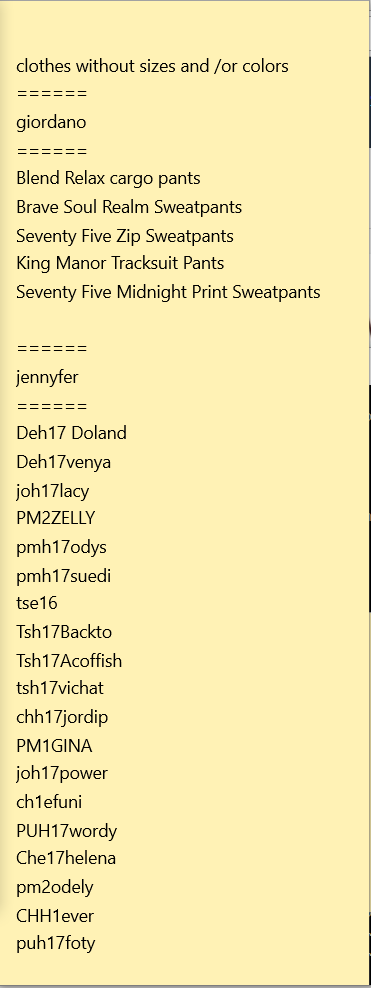 clothes without sizes and /or colors
======
giordano
======
Blend Relax cargo pants
Brave Soul Realm Sweatpants
Seventy Five Zip Sweatpants
King Manor Tracksuit Pants
Seventy Five Midnight Print Sweatpants
======
jennyfer
======
Deh17 Doland
Deh17venya
joh17lacy
PM2ZELLY
pmh17odys
pmh17suedi
tse16
Tsh17Backto
Tsh17Acoffish
tsh17vichat
chh17jordip
PM1GINA
joh17power
ch1efuni
PUH17wordy
Che17helena
pm2odely
CHH1ever
puh17foty